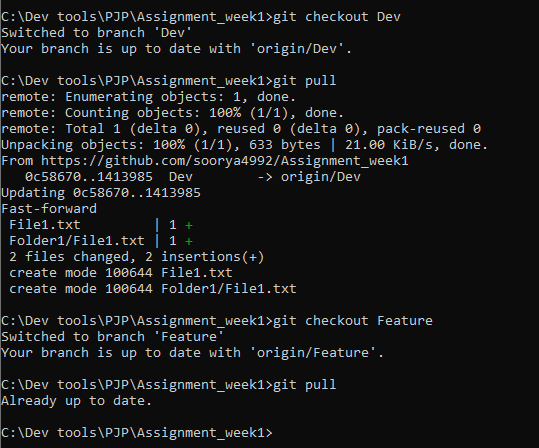 C:\Dev tools\PJP\Assignment_week1>git checkout Dev
Switched to branch 'Dev'
Your branch is up to date with 'origin/Dev'.

C:\Dev tools\PJP\Assignment_week1>git pull
remote: Enumerating objects: 1, done.
remote: Counting objects: 100% (1/1), done.
remote: Total 1 (delta 0), reused 0 (delta 0), pack-reused 0
Unpacking objects: 100% (1/1), 633 bytes | 21.00 KiB/s, done.
From https://github.com/soorya4992/Assignment_week1
   0c58670..1413985  Dev        -> origin/Dev
Updating 0c58670..1413985
Fast-forward
 File1.txt         | 1 +
 Folder1/File1.txt | 1 +
 2 files changed, 2 insertions(+)
 create mode 100644 File1.txt
 create mode 100644 Folder1/File1.txt

C:\Dev tools\PJP\Assignment_week1>git checkout Feature
Switched to branch 'Feature'
Your branch is up to date with 'origin/Feature'.

C:\Dev tools\PJP\Assignment_week1>git pull
Already up to date.

C:\Dev tools\PJP\Assignment_week1>